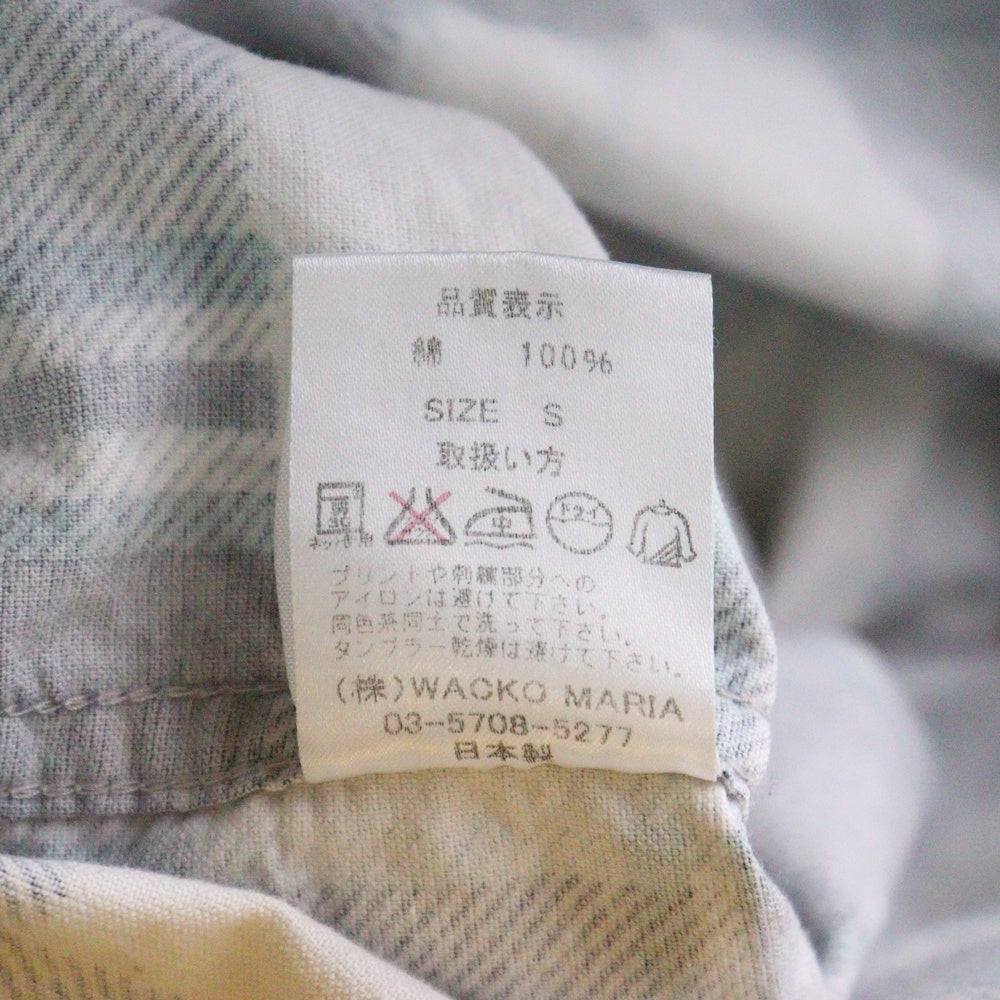 品質表示
綿 100%
SIZE S
取扱い方
中 ドライ
ネット使用
プリントや刺繍部分への
アイロンは避けて下さい。
同色系同士で洗って下さい。
タンブラー乾燥は避けて下さい。
(株)WACKO MARIA
03-5708-5277
日本製